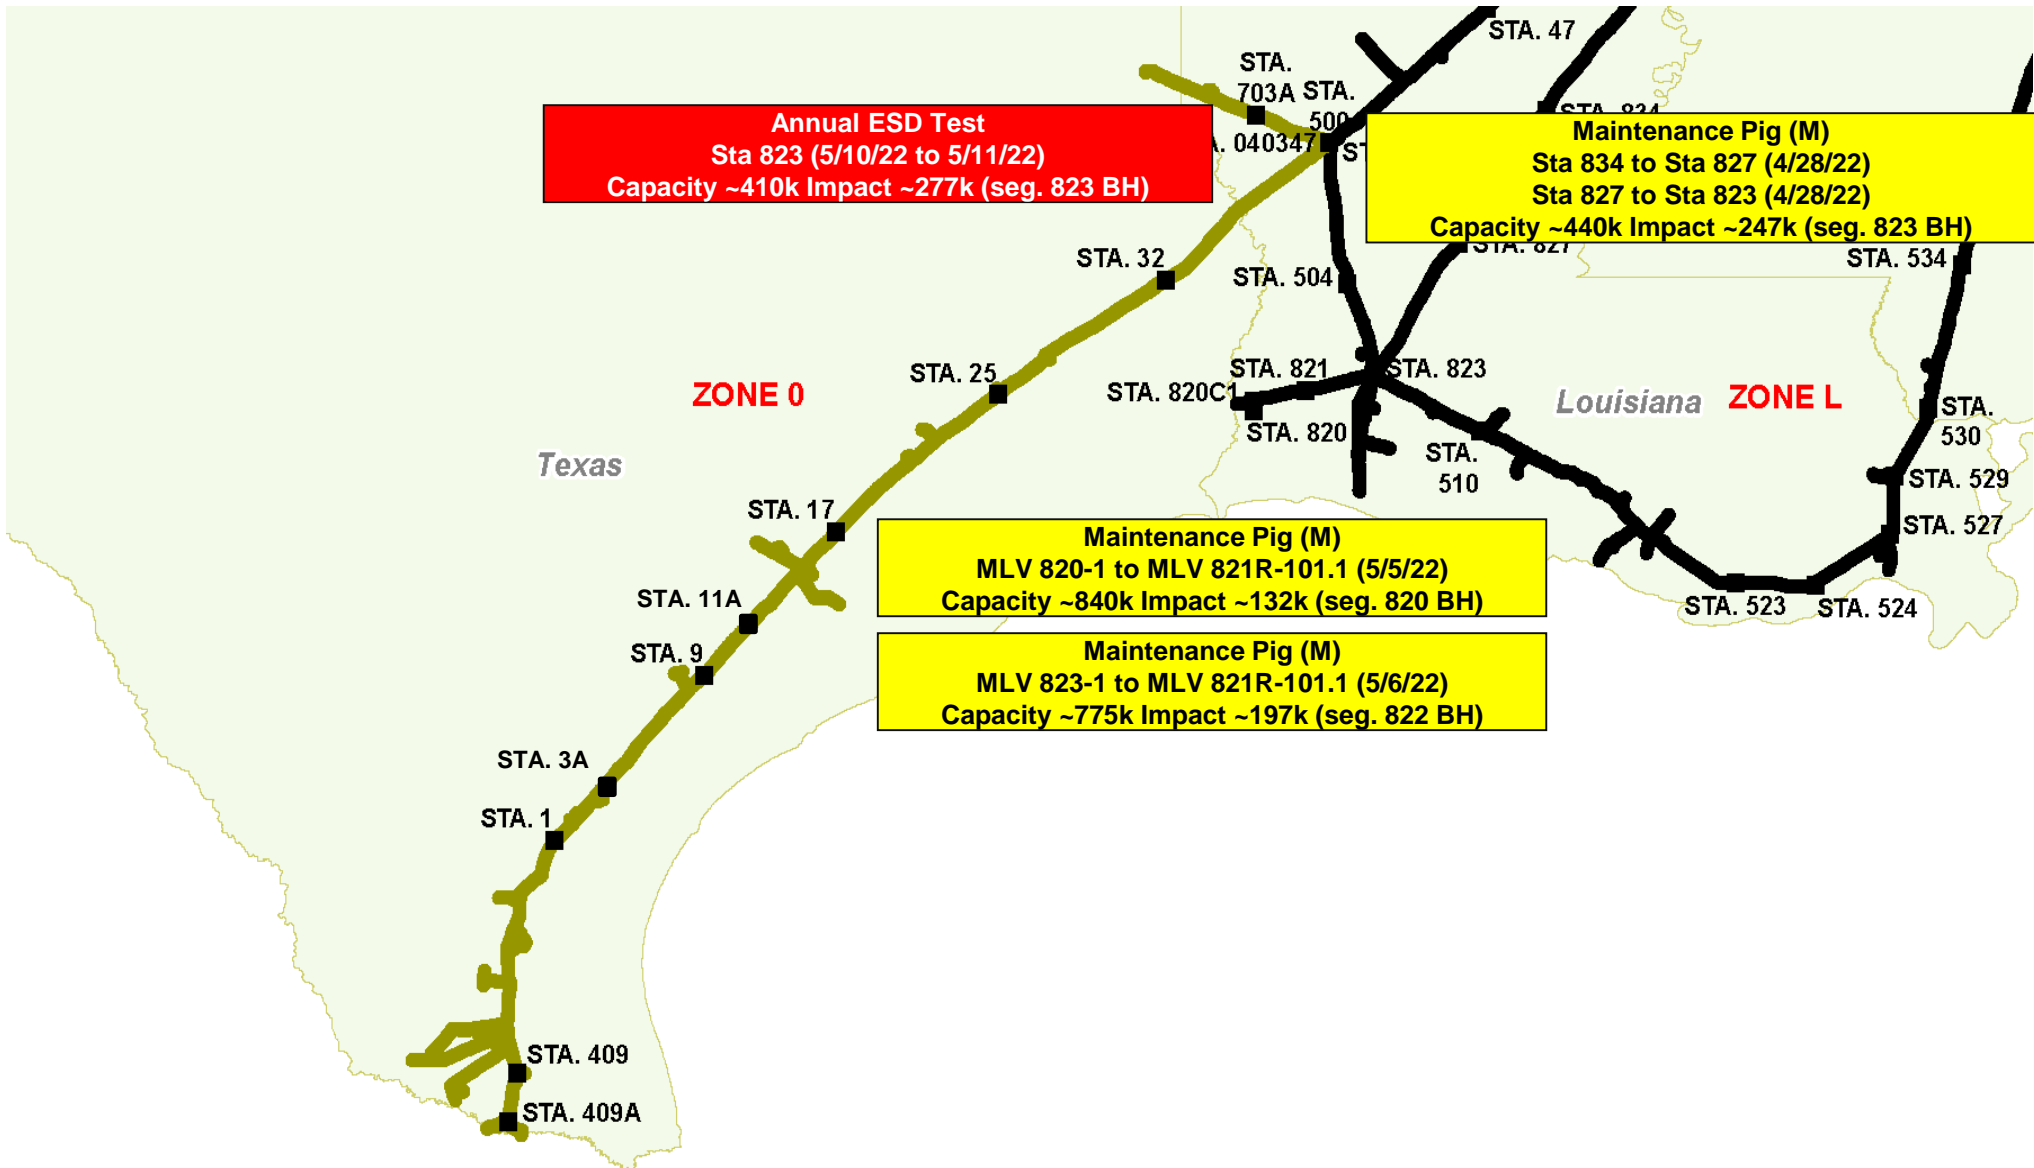 STA. 47
STA.
703A
STA.
500
Annual ESD Test
Sta 823 (5/10/22 to 5/11/22)
Capacity ~410k Impact ~277k (seg. 823 BH)
040347
STA. 834
Maintenance Pig (M)
Sta 834 to Sta 827 (4/28/22)
Sta 827 to Sta 823 (4/28/22)
Capacity ~440k Impact ~247k (seg. 823 BH)
STA. 827
STA. 534
STA. 32
STA. 504
STA. 25
ZONE 0
STA. 821
STA. 823
STA. 820C1
STA. 820
Louisiana
ZONE L
STA.
530
STA.
510
Texas
STA. 529
STA. 17
STA. 527
Maintenance Pig (M)
MLV 820-1 to MLV 821R-101.1 (5/5/22)
Capacity ~840k Impact ~132k (seg. 820 BH)
STA. 11A
STA. 523
STA. 524
STA. 9
Maintenance Pig (M)
MLV 823-1 to MLV 821R-101.1 (5/6/22)
Capacity ~775k Impact ~197k (seg. 822 BH)
STA. 3A
STA. 1
STA. 409
STA. 409A